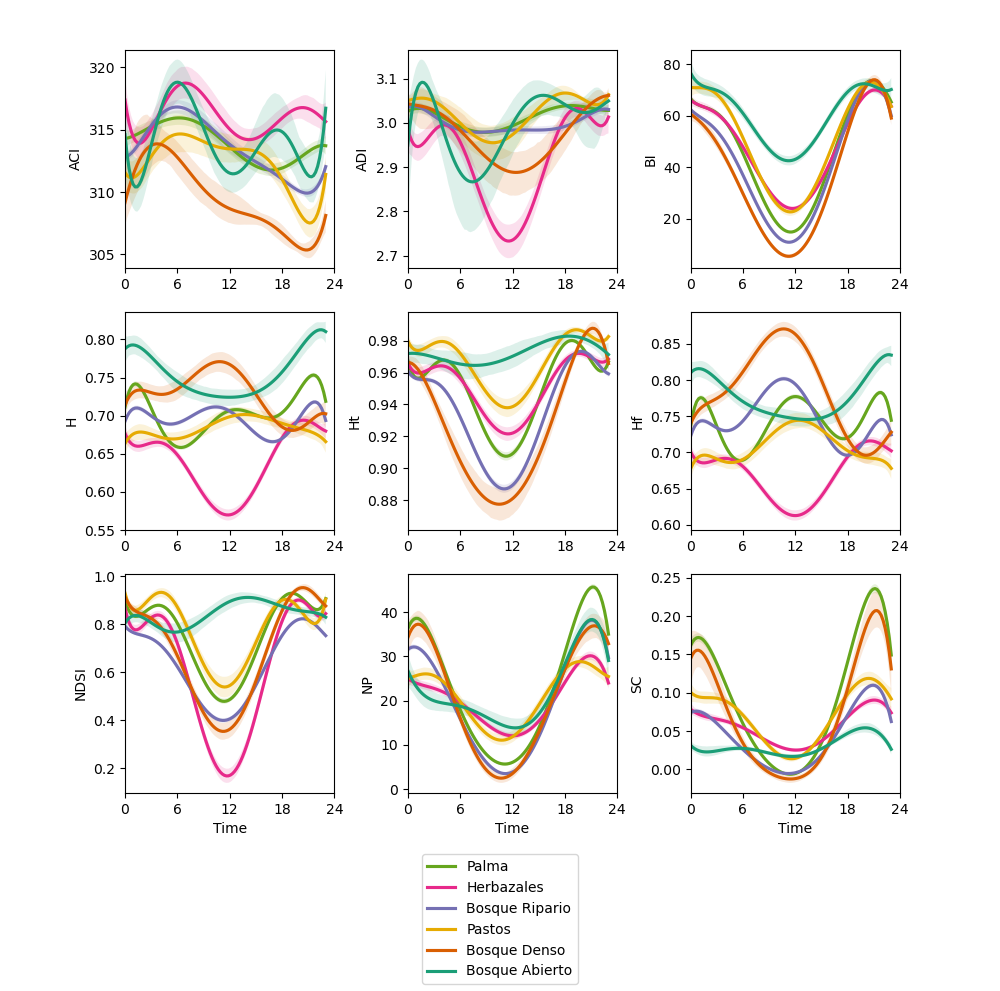 ACI
320
315
310
305
0 6 12 18 24
ADI
3.1
3.0
2.9
2.8
2.7
0 6 12 18 24
BI
80
60
40
20
0 6 12 18 24
H
0.80
0.75
0.70
0.65
0.60
0.55
0 6 12 18 24
Ht
0.98
0.96
0.94
0.92
0.90
0.88
0 6 12 18 24
Hf
0.85
0.80
0.75
0.70
0.65
0.60
0 6 12 18 24
NDSI
1.0
0.8
0.6
0.4
0.2
0 6 12 18 24
Time
NP
40
30
20
10
0
0 6 12 18 24
Time
SC
0.25
0.20
0.15
0.10
0.05
0.00
0 6 12 18 24
Time
Palma
Herbazales
Bosque Ripario
Pastos
Bosque Denso
Bosque Abierto